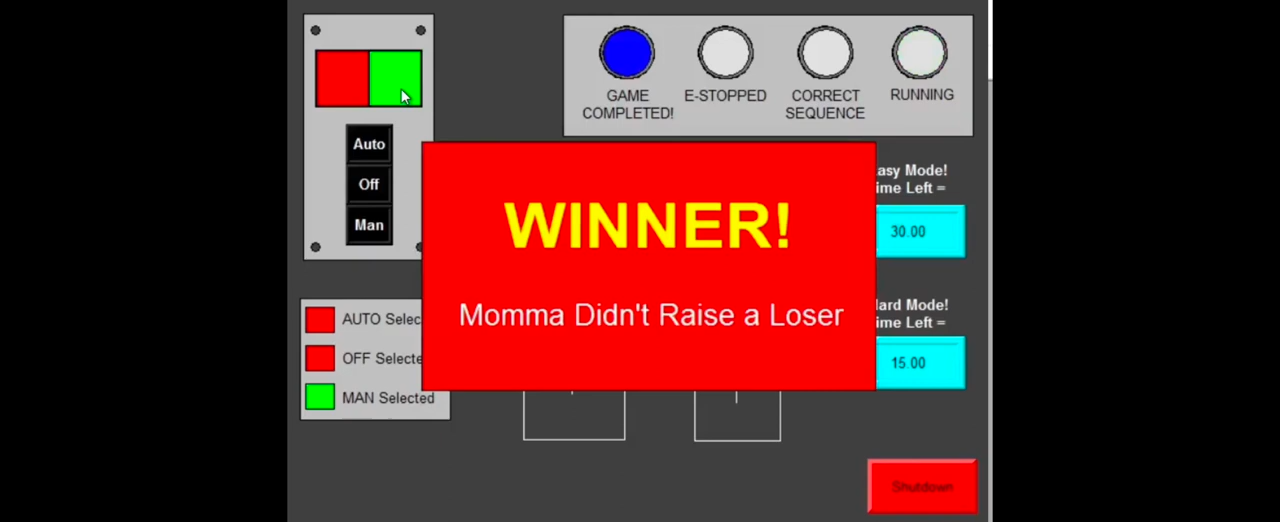 GAME
COMPLETED!
E-STOPPED
CORRECT
SEQUENCE
RUNNING
Auto
Off
Man
asy Mode!
ime Left =
30.00
WINNER!
Momma Didn't Raise a Loser
AUTO Selec
OFF Selecte
MAN Selected
ard Mode!
ime Left =
15.00
Shutdown